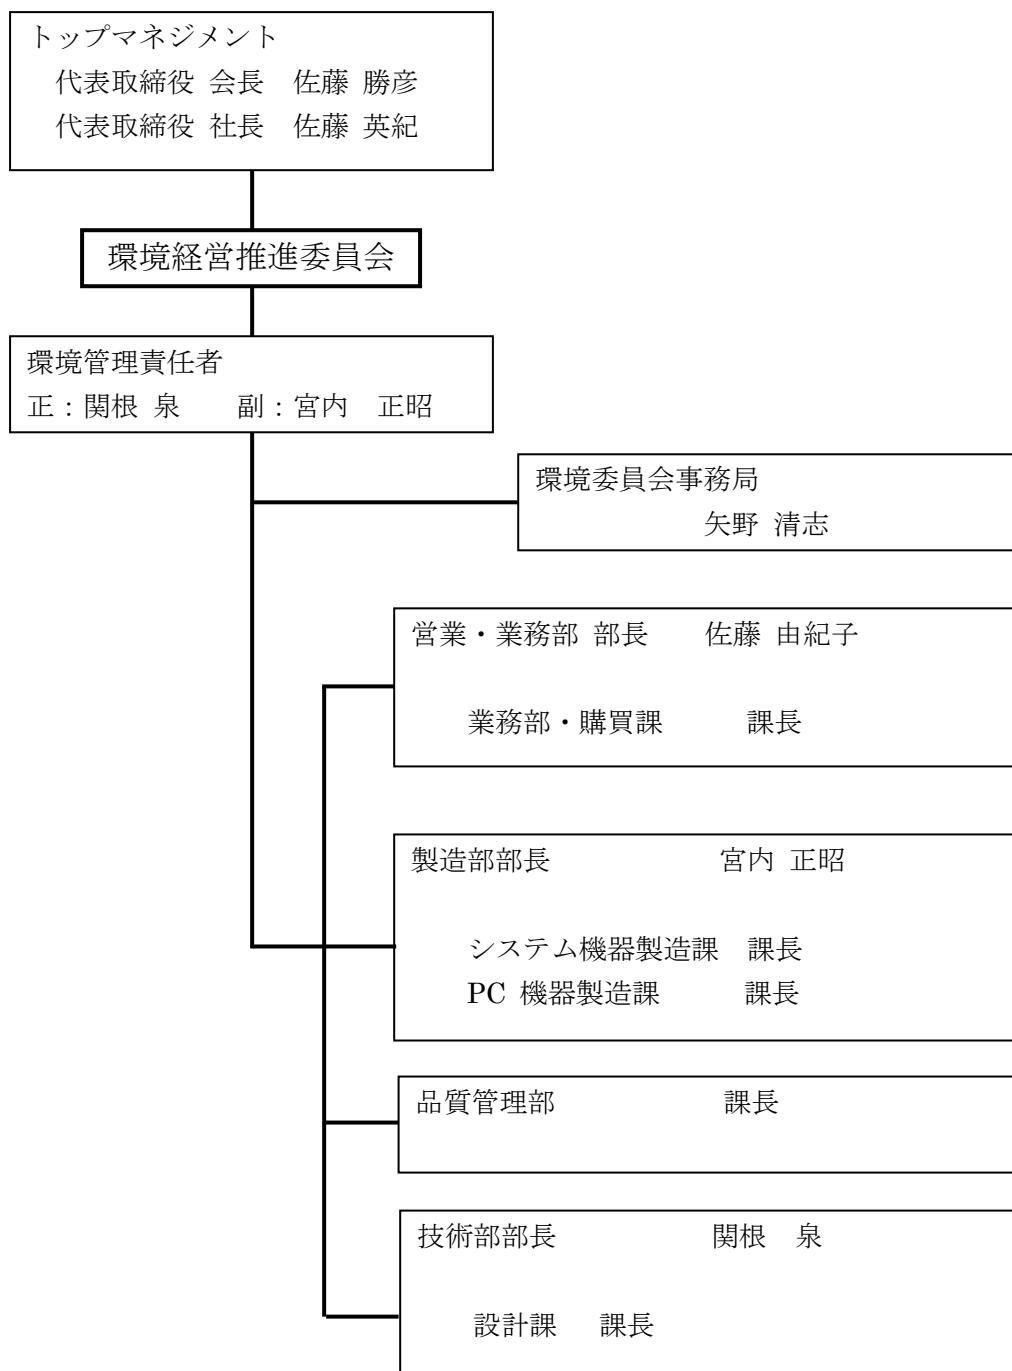 トップマネジメント
代表取締役 会長 佐藤 勝彦
代表取締役 社長 佐藤 英紀
環境経営推進委員会
環境管理責任者
正：関根 泉 副：宮内 正昭
環境委員会事務局
矢野 清志
営業・業務部 部長 佐藤 由紀子
業務部・購買課 課長
製造部部長 宮内 正昭
システム機器製造課 課長
PC 機器製造課 課長
品質管理部 課長
技術部部長 関根 泉
設計課 課長